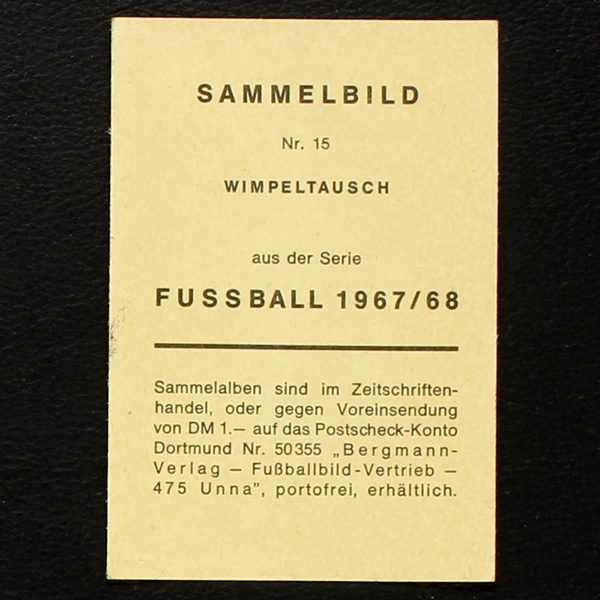 SAMMELBILD
Nr. 15
WIMPELTAUSCH
aus der Serie
FUSSBALL 1967/68
Sammelalben sind im Zeitschriften-
handel, oder gegen Voreinsendung
von DM 1.— auf das Postscheck-Konto
Dortmund Nr. 50355 „Bergmann-
Verlag — Fußballbild-Vertrieb —
475 Unna”, portofrei, erhältlich.